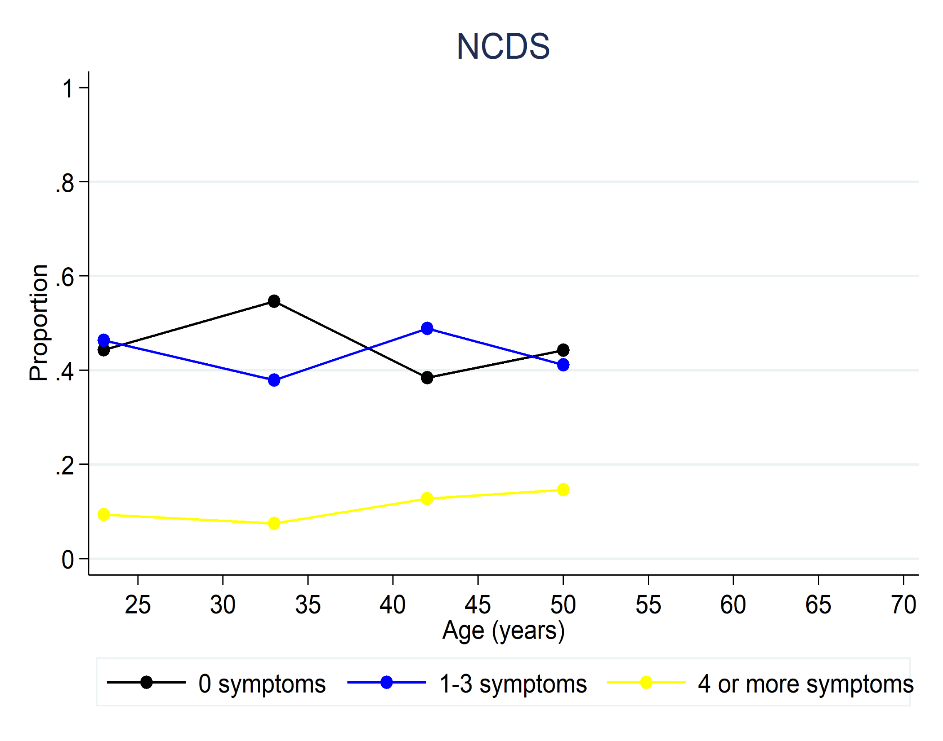 NCDS
1
.8
.6
.4
.2
0
Proportion
25 30 35 40 45 50 55 60 65 70
Age (years)
0 symptoms 1-3 symptoms 4 or more symptoms